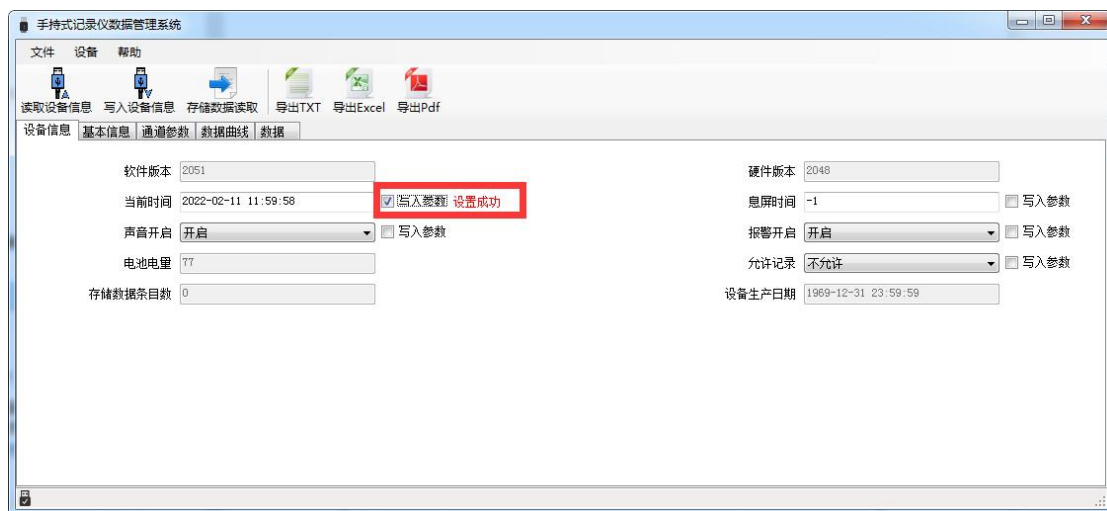 手持式记录仪数据管理系统
文件 设备 帮助
读取设备信息 写入设备信息 存储数据读取 导出TXT 导出Excel 导出Pdf
设备信息 基本信息 通道参数 数据曲线 数据
软件版本 2051 硬件版本 2048
当前时间 2022-02-11 11:59:58 写入参数 设置成功 息屏时间 -1 写入参数
声音开启 开启 写入参数 报警开启 开启 写入参数
电池电量 77 允许记录 不允许 写入参数
存储数据条目数 0 设备生产日期 1969-12-31 23:59:59